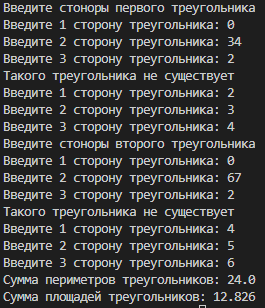 Введите стоноры первого треугольника
Введите 1 сторону треугольника: 0
Введите 2 сторону треугольника: 34
Введите 3 сторону треугольника: 2
Такого треугольника не существует
Введите 1 сторону треугольника: 2
Введите 2 сторону треугольника: 3
Введите 3 сторону треугольника: 4
Введите стоноры второго треугольника
Введите 1 сторону треугольника: 0
Введите 2 сторону треугольника: 67
Введите 3 сторону треугольника: 2
Такого треугольника не существует
Введите 1 сторону треугольника: 4
Введите 2 сторону треугольника: 5
Введите 3 сторону треугольника: 6
Сумма периметров треугольников: 24.0
Сумма площадей треугольников: 12.826